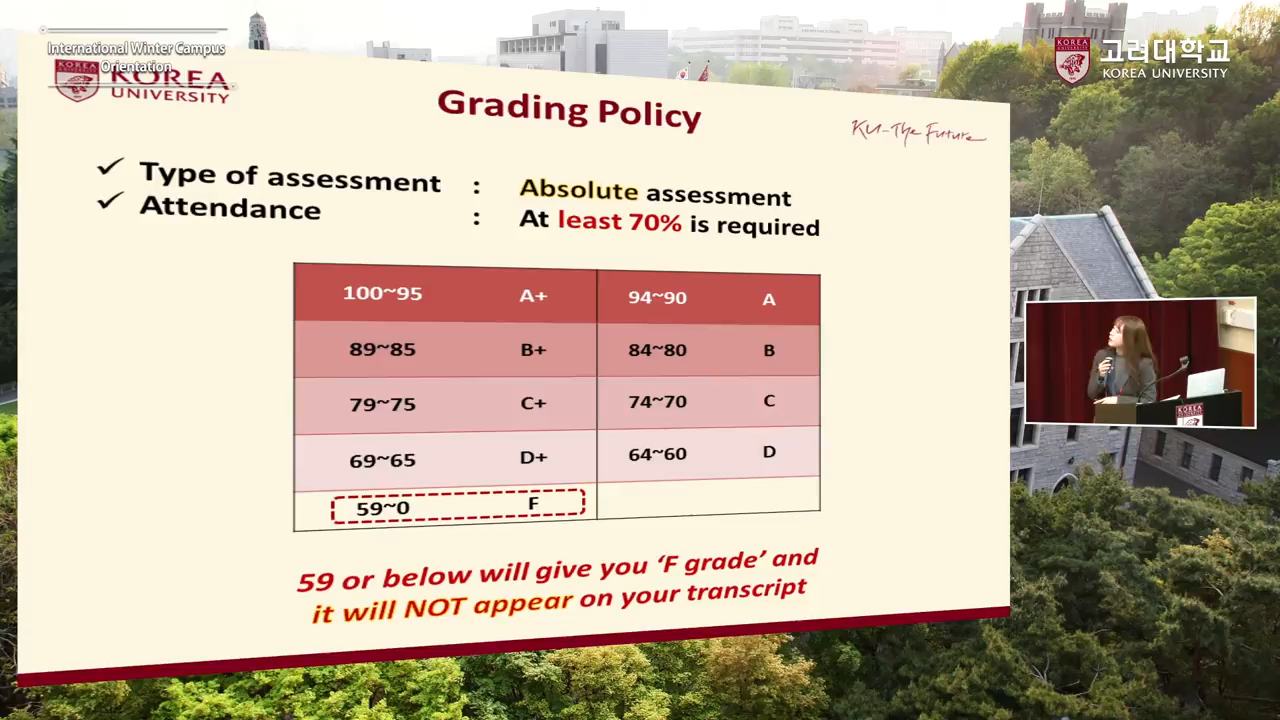 International Winter Campus
Orientation
KOREA
UNIVERSITY
고려대학교
KOREA UNIVERSITY
Grading Policy
KU-The Future
✓ Type of assessment : Absolute assessment
✓ Attendance : At least 70% is required
100~95 A+ 94~90 A
89~85 B+ 84~80 B
79~75 C+ 74~70 C
69~65 D+ 64~60 D
59~0 F
59 or below will give you ‘F grade’ and
it will NOT appear on your transcript
KOREA